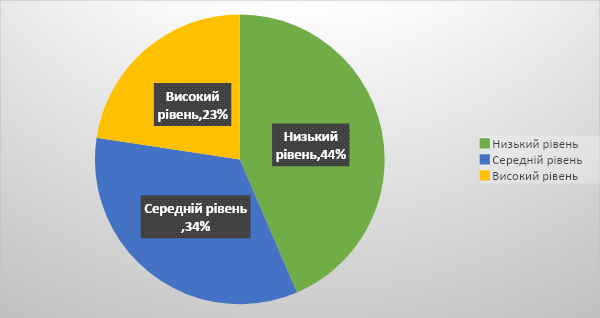 Високий
рівень,23%
Низький
рівень,44%
Середній рівень
,34%
Низький рівень
Середній рівень
Високий рівень